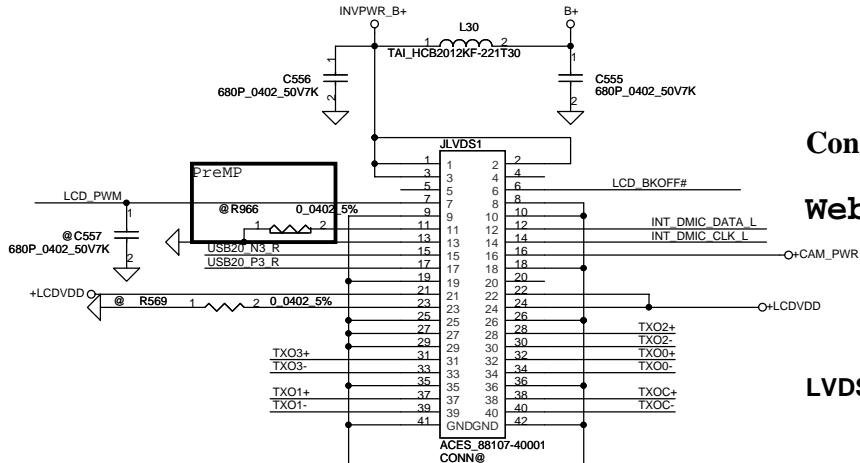 INVPWR_B+
B+
L30
1 2
TAI_HCB2012KF-221T30
C556
680P_0402_50V7K
1
2
C555
680P_0402_50V7K
1
2
Con
Web
LVDS
JLVDS1
PreMP
LCD_PWM
@R966 0_0402_5%
1 2
@C557
680P_0402_50V7K
1
2
USB20_N3_R
USB20_P3_R
+LCDVDD
@ R569 1 2 0_0402_5%
TXO3+
TXO3-
TXO1+
TXO1-
1 1 2 2
3 3 4 4
5 5 6 6 LCD_BKOFF#
7 7 8 8
9 9 10 10
11 11 12 12 INT_DMIC_DATA_L
13 13 14 14 INT_DMIC_CLK_L
15 15 16 16 +CAM_PWR
17 17 18 18
19 19 20 20
21 21 22 22
23 23 24 24 +LCDVDD
25 25 26 26
27 27 28 28 TXO2+
29 29 30 30 TXO2-
31 31 32 32 TXO0+
33 33 34 34 TXO0-
35 35 36 36
37 37 38 38 TXOC+
39 39 40 40 TXOC-
41 GNDGND 42
ACES_88107-40001
CONN@